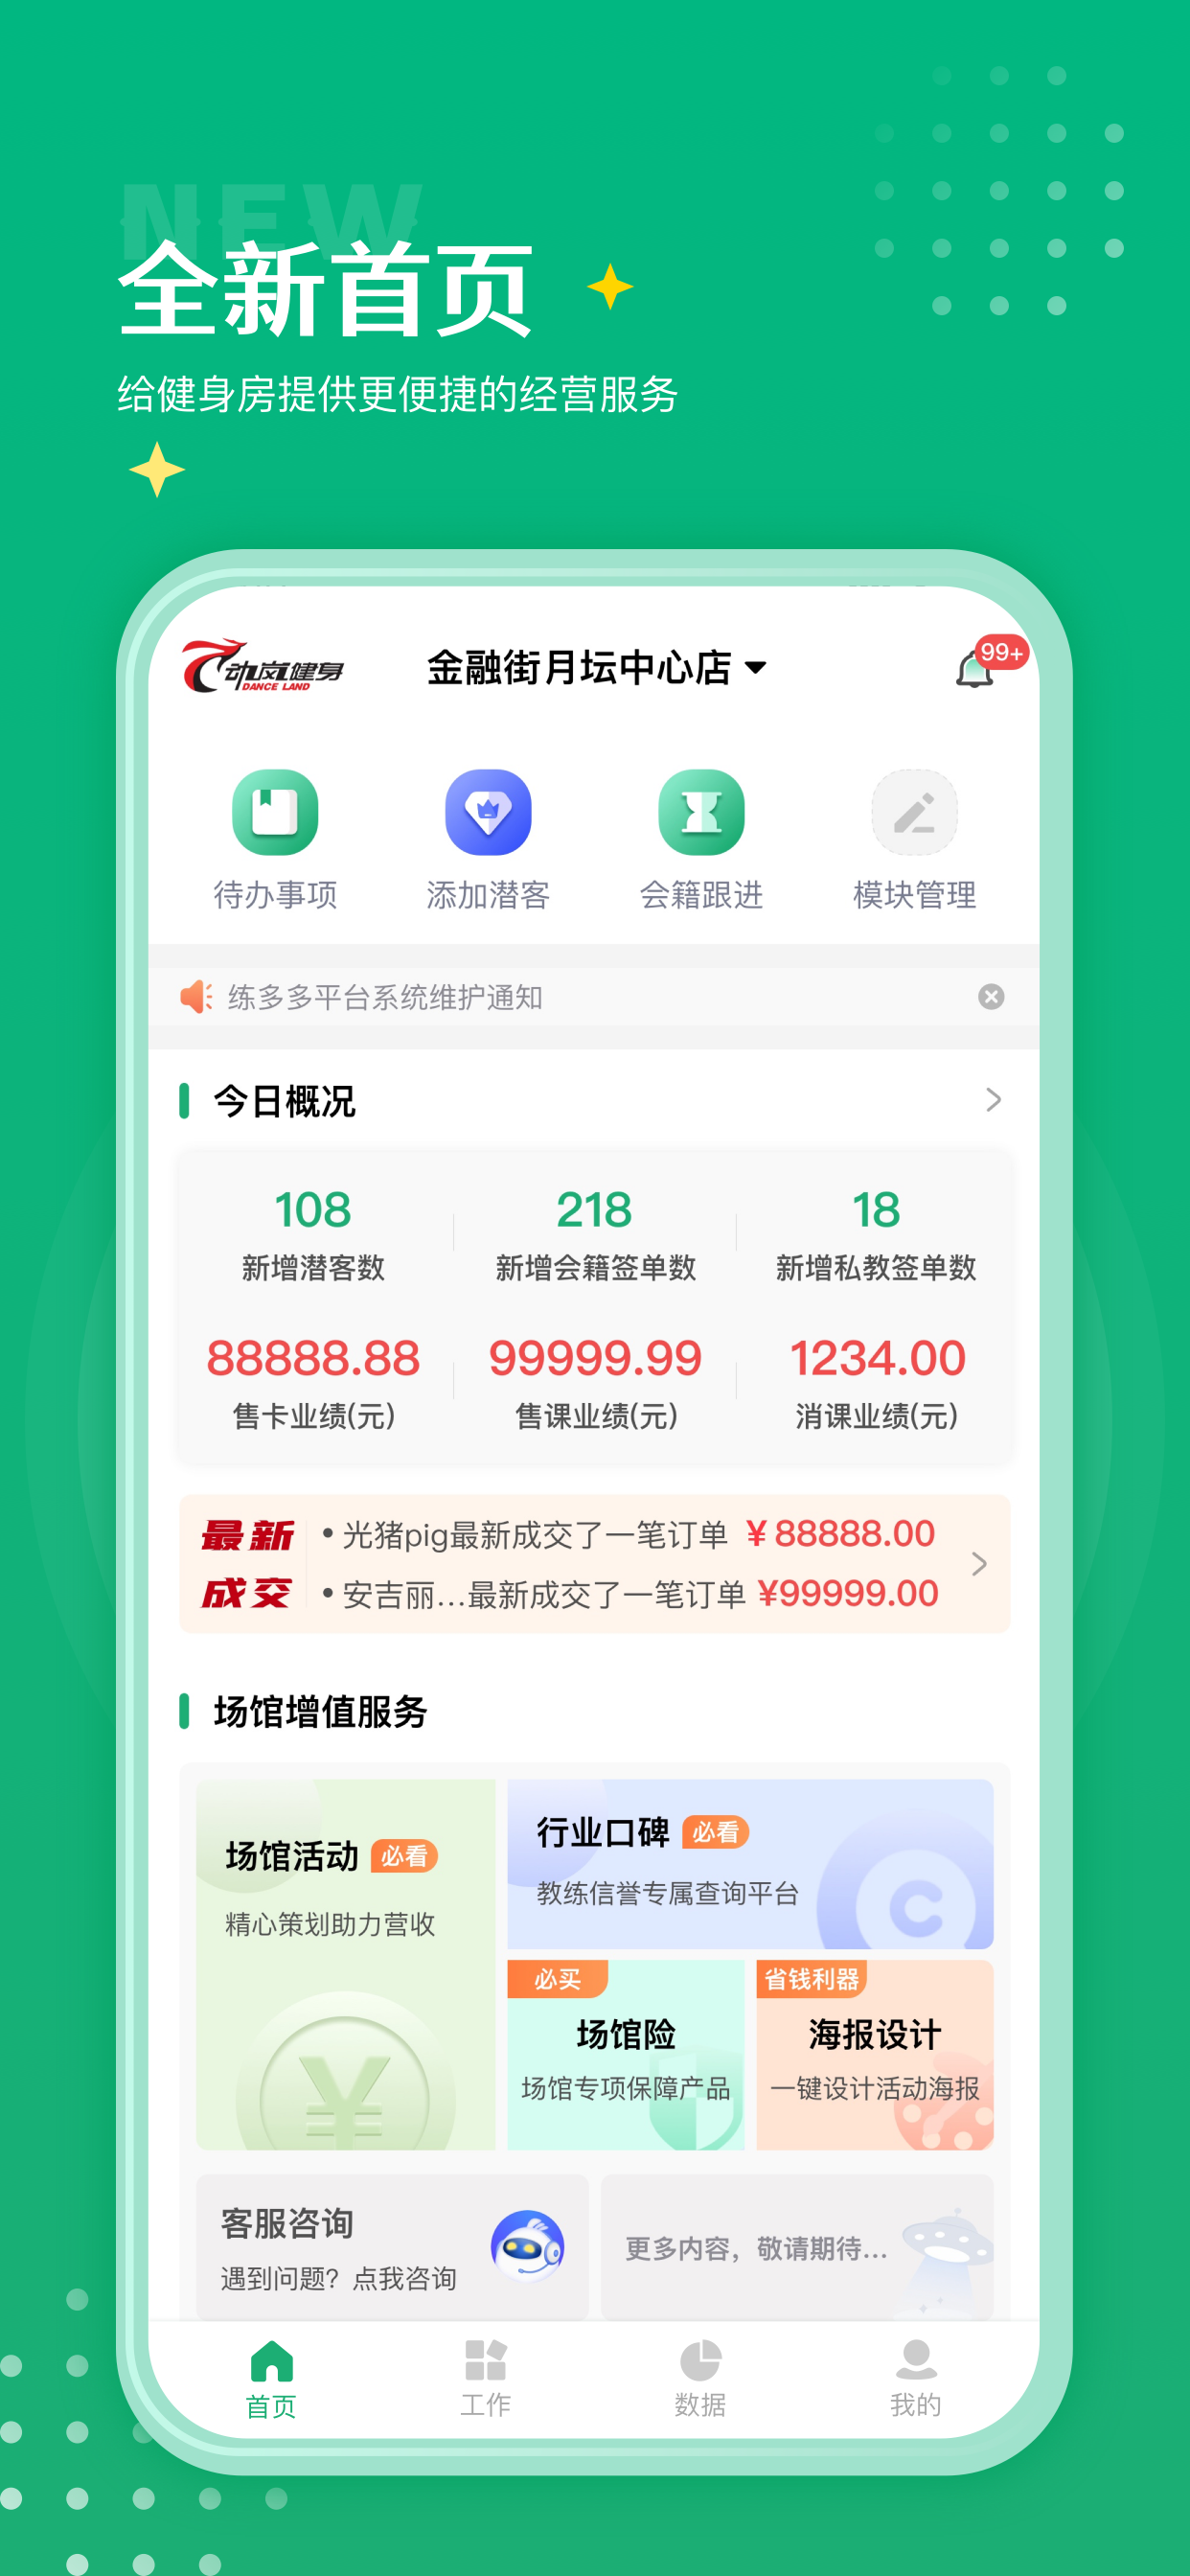 NEW
全新首页
给健身房提供更便捷的经营服务
动岚健身
DANCE LAND
金融街月坛中心店
99+
待办事项 添加潜客 会籍跟进 模块管理
练多多平台系统维护通知
今日概况
108 218 18
新增潜客数 新增会籍签单数 新增私教签单数
88888.88 99999.99 1234.00
售卡业绩(元) 售课业绩(元) 消课业绩(元)
最新
成交
• 光猪pig最新成交了一笔订单 ¥ 88888.00
• 安吉丽...最新成交了一笔订单 ¥99999.00
场馆增值服务
场馆活动 必看
精心策划助力营收
¥
行业口碑 必看
教练信誉专属查询平台
C
必买
场馆险
场馆专项保障产品
省钱利器
海报设计
一键设计活动海报
客服咨询
遇到问题？点我咨询
更多内容，敬请期待...
首页 工作 数据 我的